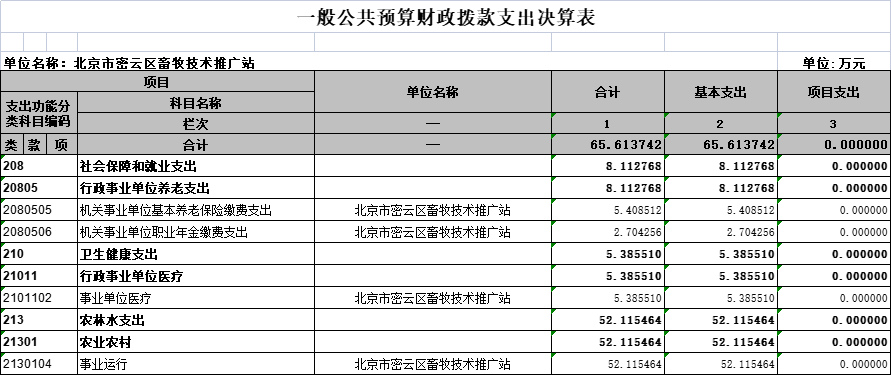 一般公共预算财政拨款支出决算表
单位名称：北京市密云区畜牧技术推广站 单位:万元
项目 单位名称 合计 基本支出 项目支出
支出功能分类科目编码 科目名称
栏次 — 1 2 3
类 款 项 合计 — 65.613742 65.613742 0.000000
208 社会保障和就业支出 8.112768 8.112768 0.000000
20805 行政事业单位养老支出 8.112768 8.112768 0.000000
2080505 机关事业单位基本养老保险缴费支出 北京市密云区畜牧技术推广站 5.408512 5.408512 0.000000
2080506 机关事业单位职业年金缴费支出 北京市密云区畜牧技术推广站 2.704256 2.704256 0.000000
210 卫生健康支出 5.385510 5.385510 0.000000
21011 行政事业单位医疗 5.385510 5.385510 0.000000
2101102 事业单位医疗 北京市密云区畜牧技术推广站 5.385510 5.385510 0.000000
213 农林水支出 52.115464 52.115464 0.000000
21301 农业农村 52.115464 52.115464 0.000000
2130104 事业运行 北京市密云区畜牧技术推广站 52.115464 52.115464 0.000000